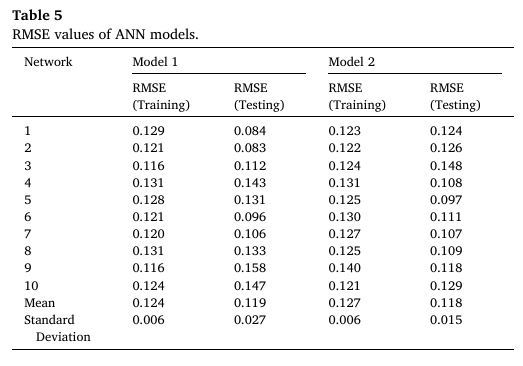 Table 5
RMSE values of ANN models.
Network Model 1 Model 2
RMSE (Training) RMSE (Testing) RMSE (Training) RMSE (Testing)
1 0.129 0.084 0.123 0.124
2 0.121 0.083 0.122 0.126
3 0.116 0.112 0.124 0.148
4 0.131 0.143 0.131 0.108
5 0.128 0.131 0.125 0.097
6 0.121 0.096 0.130 0.111
7 0.120 0.106 0.127 0.107
8 0.131 0.133 0.125 0.109
9 0.116 0.158 0.140 0.118
10 0.124 0.147 0.121 0.129
Mean 0.124 0.119 0.127 0.118
Standard Deviation 0.006 0.027 0.006 0.015